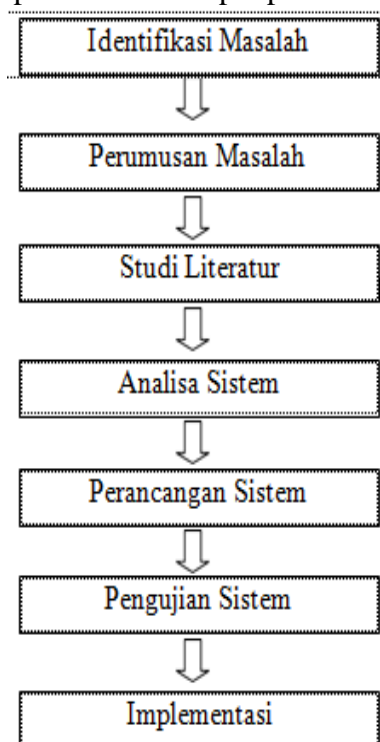 Identifikasi Masalah
Perumusan Masalah
Studi Literatur
Analisa Sistem
Perancangan Sistem
Pengujian Sistem
Implementasi